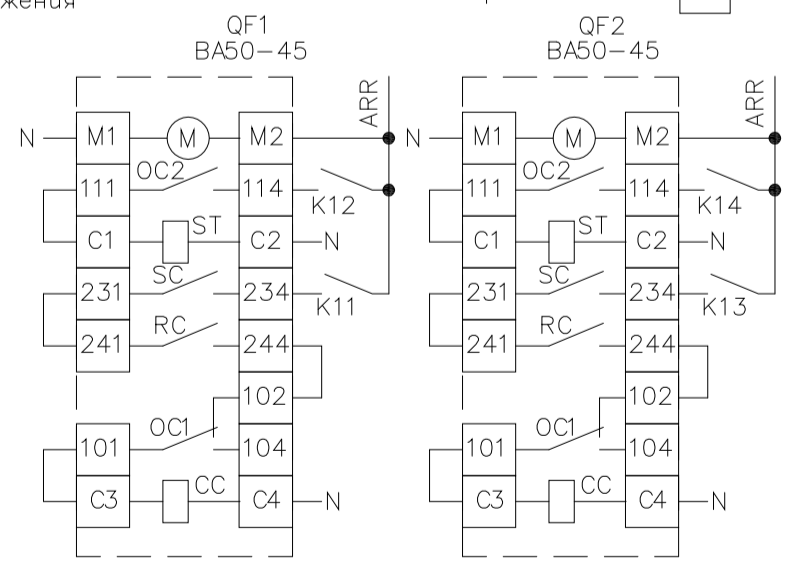 жения
QF1
ВА50-45
ARR
N M1 M M2
111 OC2 114
K12
C1 ST C2 N
231 SC 234
K11
241 RC 244
102
101 OC1 104
C3 CC C4 N
QF2
ВА50-45
ARR
N M1 M M2
111 OC2 114
K14
C1 ST C2 N
231 SC 234
K13
241 RC 244
102
101 OC1 104
C3 CC C4 N